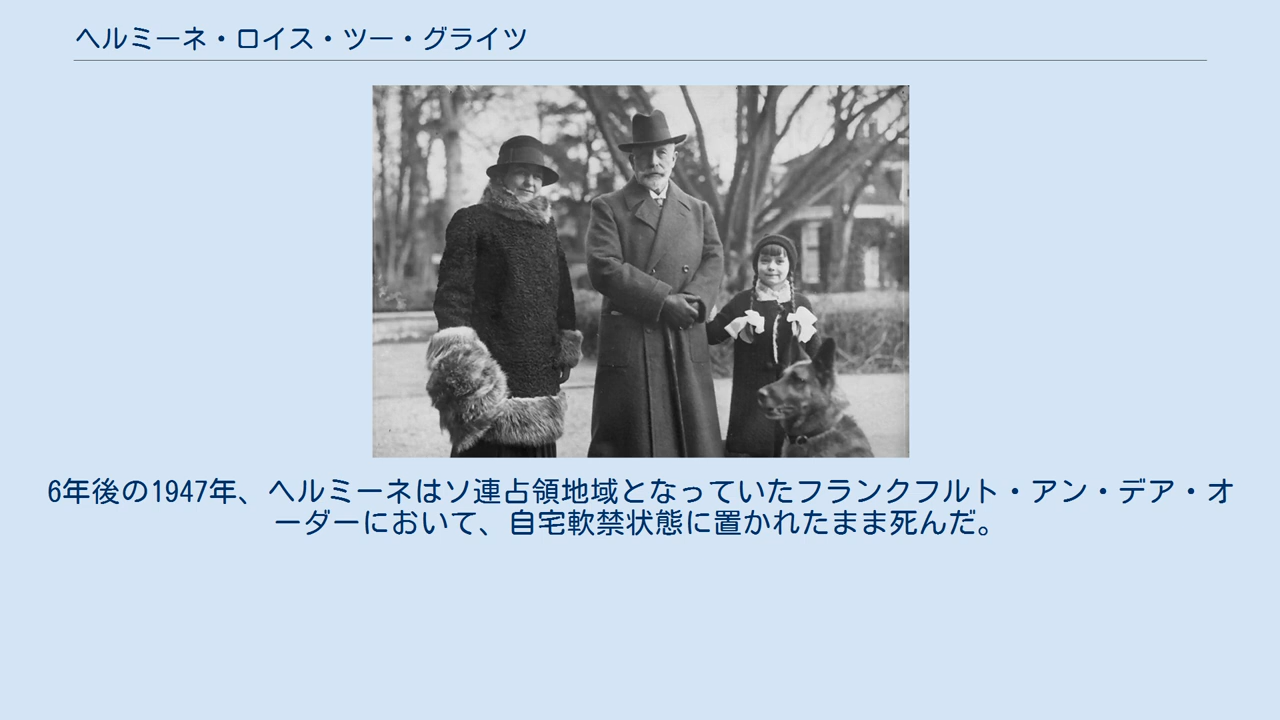 ヘルミーネ・ロイス・ツー・グライツ
6年後の1947年、ヘルミーネはソ連占領地域となっていたフランクフルト・アン・デア・オ
ーダーにおいて、自宅軟禁状態に置かれたまま死んだ。